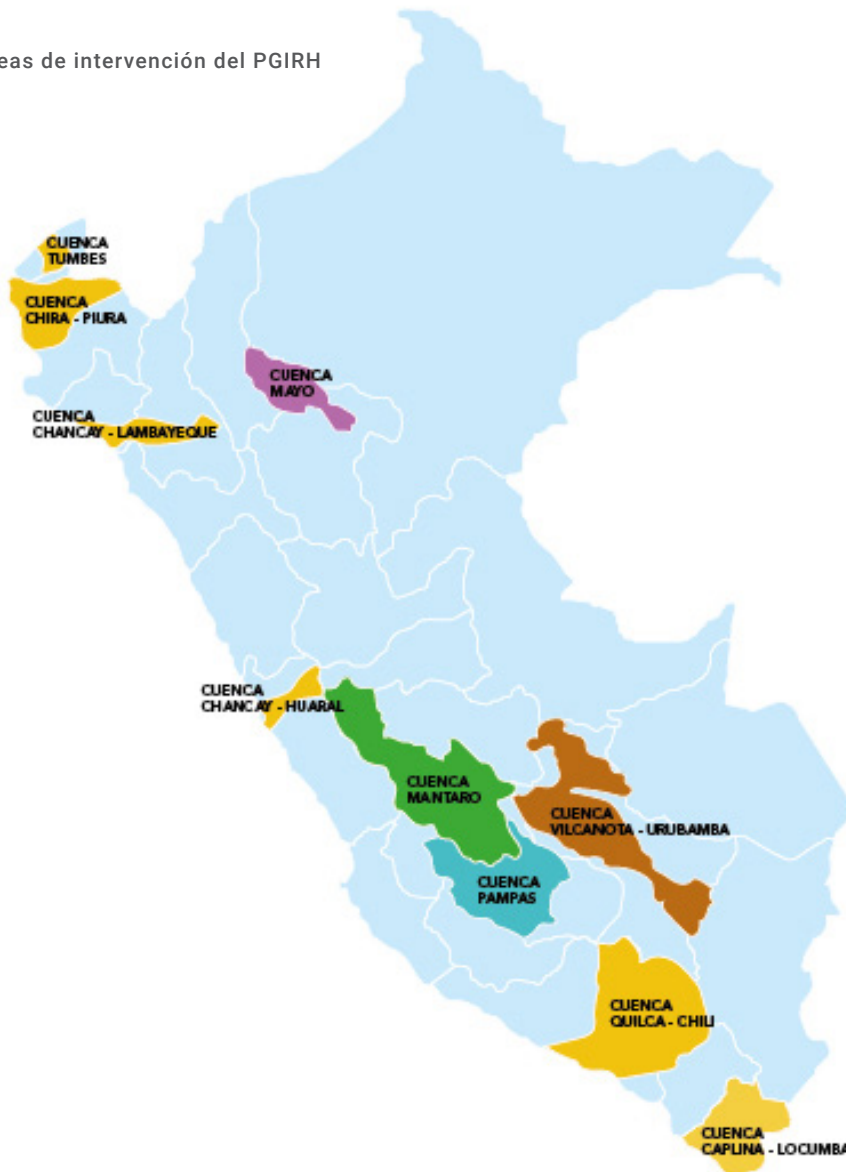 eas de intervención del PGIRH
CUENCA
TUMBES
CUENCA
CHIRA - PIURA
CUENCA
MAYO
CUENCA
CHANCAY - LAMBAYEQUE
CUENCA
CHANCAY - HUARAL
CUENCA
MANTARO
CUENCA
VILCANOTA - URUBAMBA
CUENCA
PAMPAS
CUENCA
QUILCA - CHILI
CUENCA
CAPLINA - LOCUMBA